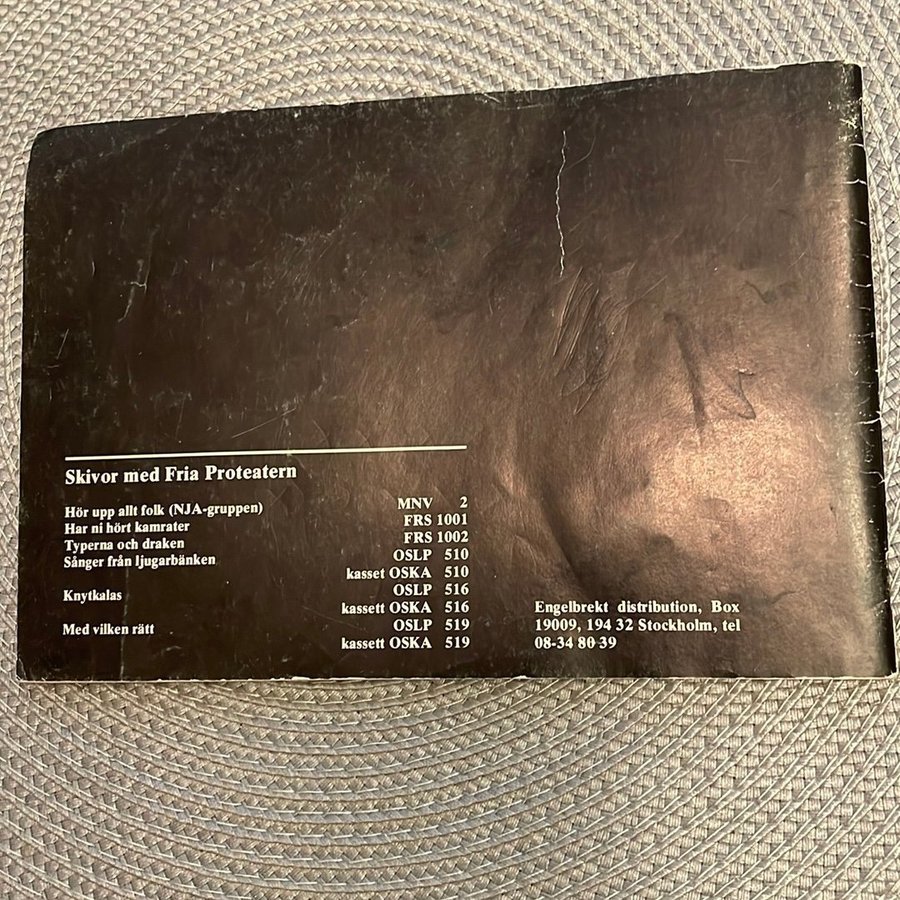 Skivor med Fria Proteatern
Hör upp allt folk (NJA-gruppen) MNV 2
Har ni hört kamrater FRS 1001
Typerna och draken FRS 1002
Sånger från ljugarbänken OSLP 510
kasset OSKA 510
Knytkalas OSLP 516
kassett OSKA 516
Med vilken rätt OSLP 519
kassett OSKA 519
Engelbrekt distribution, Box
19009, 194 32 Stockholm, tel
08-34 80 39